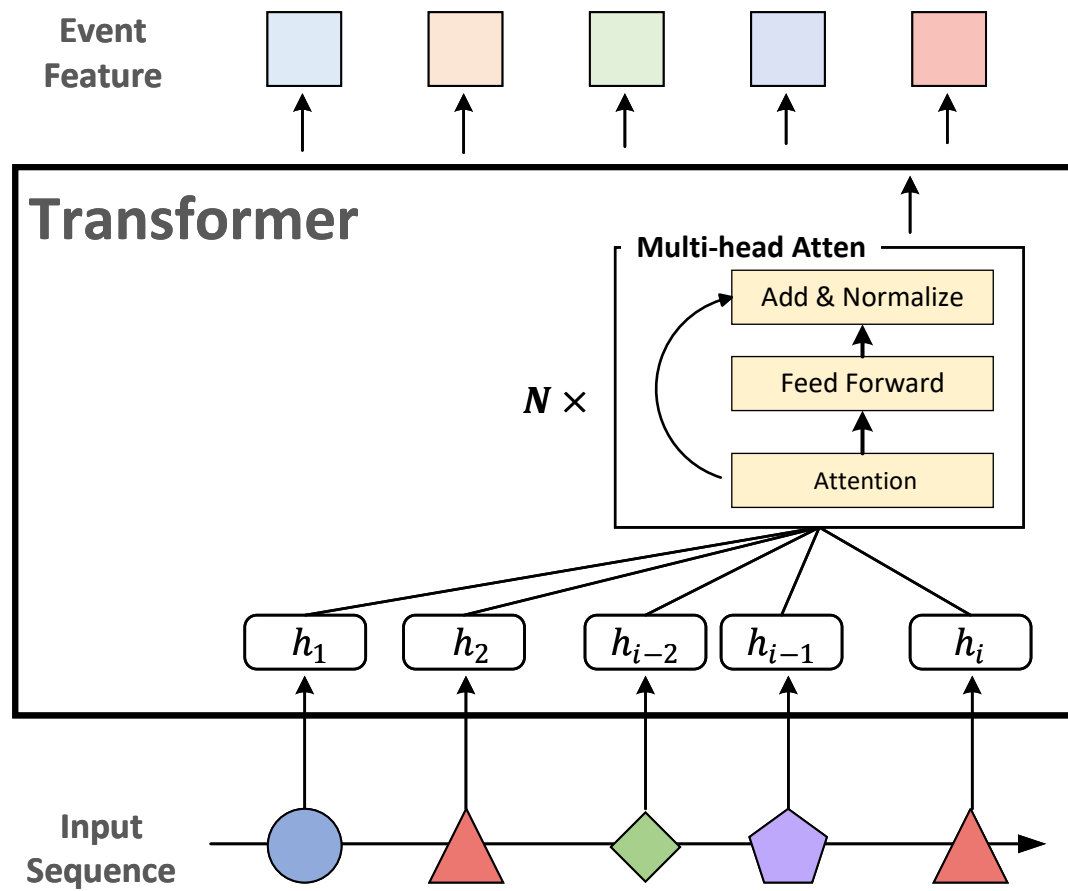 Event
Feature
Transformer
Multi-head Atten
Add & Normalize
N ×
Feed Forward
Attention
h₁
h₂
hᵢ₋₂
hᵢ₋₁
hᵢ
Input
Sequence